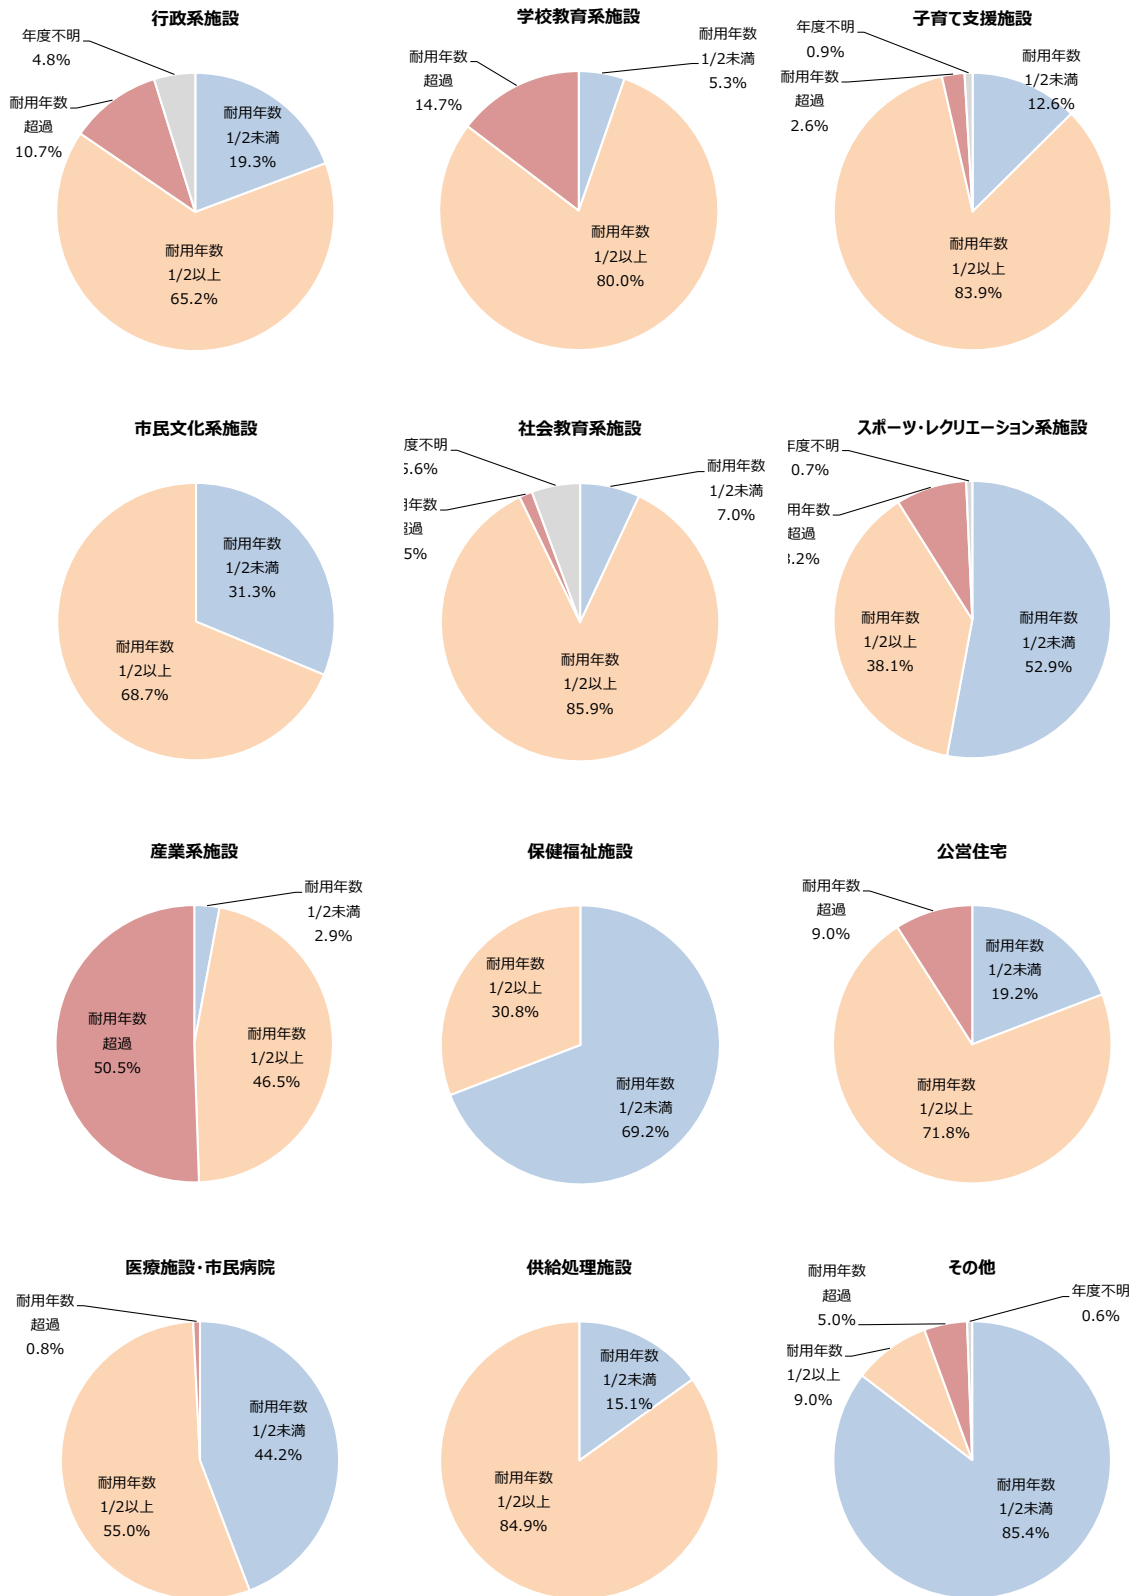 行政系施設
年度不明
4.8%
耐用年数
超過
10.7%
耐用年数
1/2未満
19.3%
耐用年数
1/2以上
65.2%
学校教育系施設
耐用年数
超過
14.7%
耐用年数
1/2未満
5.3%
耐用年数
1/2以上
80.0%
子育て支援施設
年度不明
0.9%
耐用年数
超過
2.6%
耐用年数
1/2未満
12.6%
耐用年数
1/2以上
83.9%
市民文化系施設
耐用年数
1/2未満
31.3%
耐用年数
1/2以上
68.7%
社会教育系施設
度不明
.6%
年数
過
5%
耐用年数
1/2未満
7.0%
耐用年数
1/2以上
85.9%
スポーツ・レクリエーション系施設
年度不明
0.7%
用年数
超過
.2%
耐用年数
1/2以上
38.1%
耐用年数
1/2未満
52.9%
産業系施設
耐用年数
1/2未満
2.9%
耐用年数
超過
50.5%
耐用年数
1/2以上
46.5%
保健福祉施設
耐用年数
1/2以上
30.8%
耐用年数
1/2未満
69.2%
公営住宅
耐用年数
超過
9.0%
耐用年数
1/2未満
19.2%
耐用年数
1/2以上
71.8%
医療施設・市民病院
耐用年数
超過
0.8%
耐用年数
1/2未満
44.2%
耐用年数
1/2以上
55.0%
供給処理施設
耐用年数
1/2未満
15.1%
耐用年数
1/2以上
84.9%
その他
耐用年数
超過
5.0%
年度不明
0.6%
耐用年数
1/2以上
9.0%
耐用年数
1/2未満
85.4%